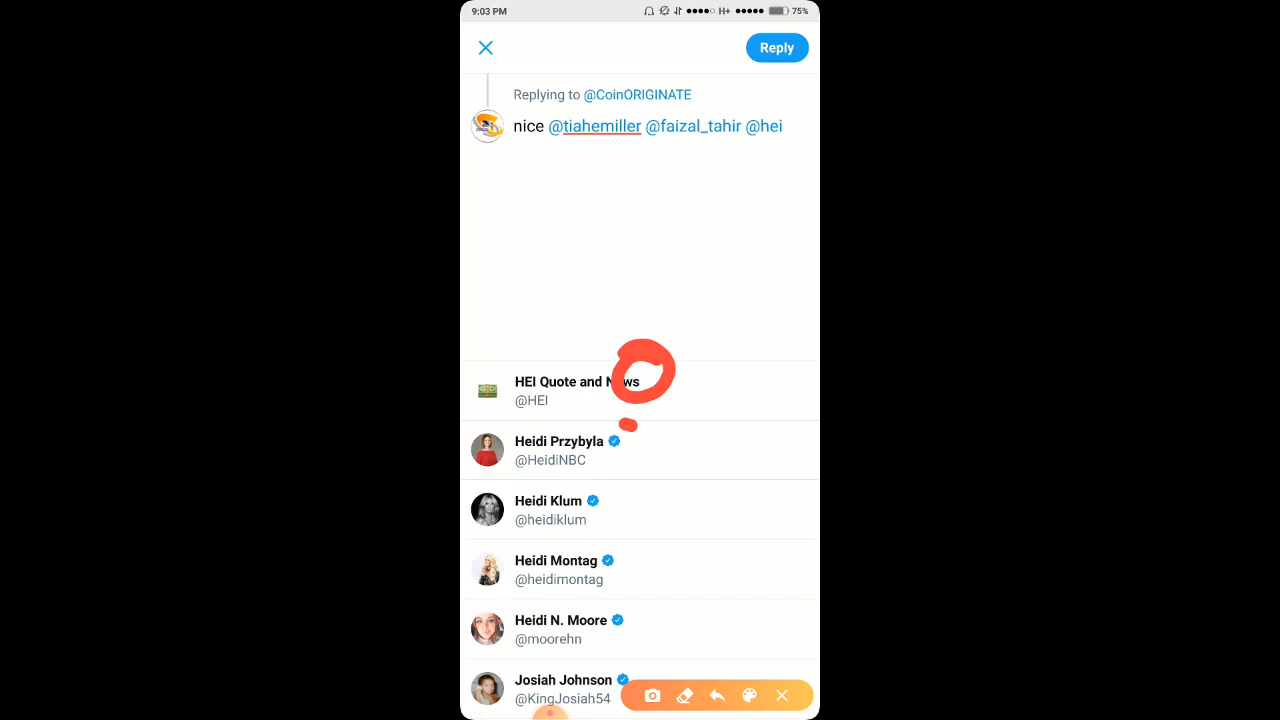 9:03 PM H+ 75%
Reply
Replying to @CoinORIGINATE
nice @tiahemiller @faizal_tahir @hei
HEI Quote and News
@HEI
Heidi Przybyla
@HeidiNBC
Heidi Klum
@heidiklum
Heidi Montag
@heidimontag
Heidi N. Moore
@moorehn
Josiah Johnson
@KingJosiah54